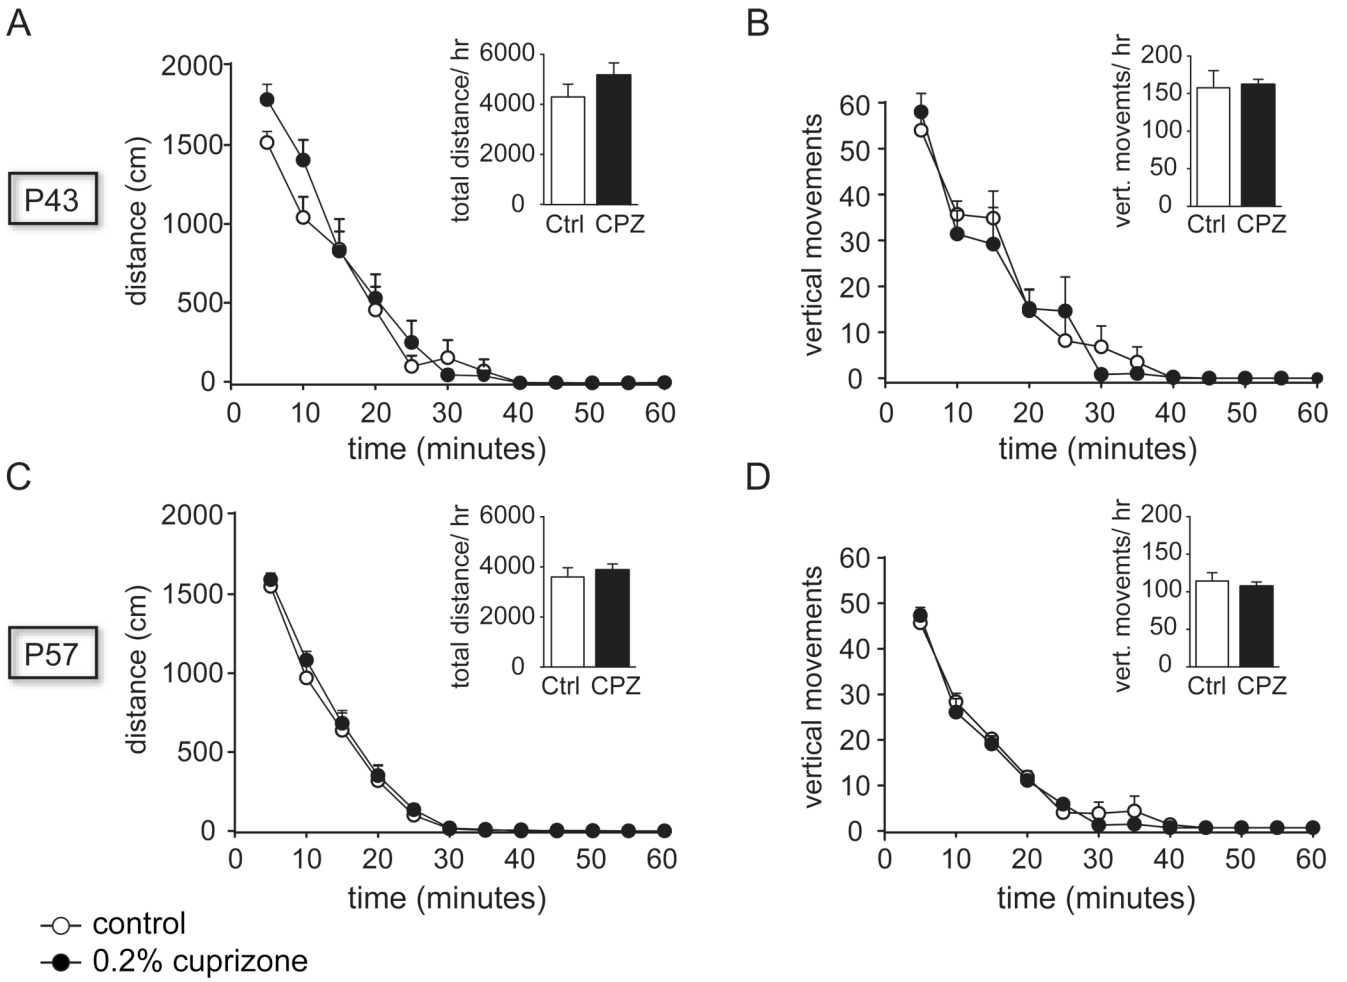 A
B
2000
1500
1000
500
0
distance (cm)
0 10 20 30 40 50 60
time (minutes)
6000
4000
2000
0
total distance/ hr
Ctrl CPZ
P43
60
50
40
30
20
10
0
vertical movements
0 10 20 30 40 50 60
time (minutes)
200
150
100
50
0
vert. movemts/ hr
Ctrl CPZ
C
D
2000
1500
1000
500
0
distance (cm)
0 10 20 30 40 50 60
time (minutes)
6000
4000
2000
0
total distance/ hr
Ctrl CPZ
P57
60
50
40
30
20
10
0
vertical movements
0 10 20 30 40 50 60
time (minutes)
200
150
100
50
0
vert. movemts/ hr
Ctrl CPZ
control
0.2% cuprizone